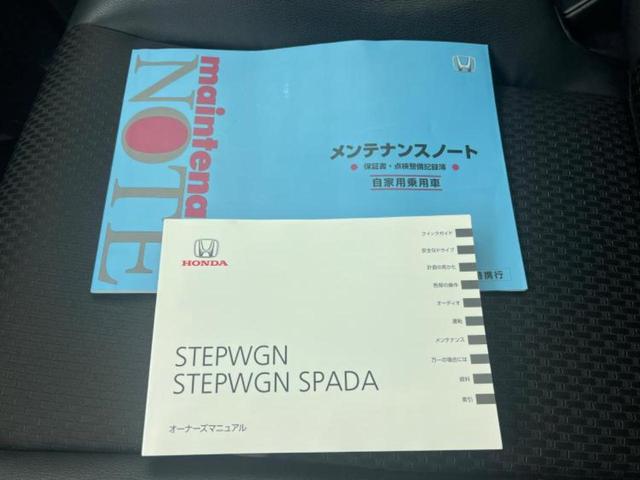 maintena
NOTE
メンテナンスノート
保証書・点検整備記録簿
自家用乗用車
携行
HONDA
STEPWGN
STEPWGN SPADA
オーナーズマニュアル
クイックガイド
安全なドライブ
計器の見かた
各部の操作
オーディオ
運転
メンテナンス
万一の場合には
資料
索引